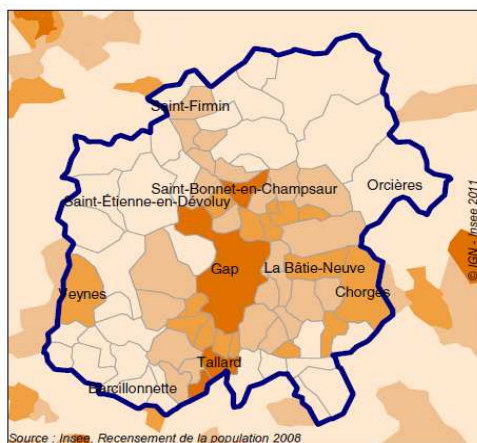 Saint-Firmin
Saint-Bonnet-en-Champsaur
Orcières
Saint-Étienne-en-Dévoluy
Gap
La Bâtie-Neuve
Veynes
Chorges
Tallard
Barcillonnette
© IGN - Insee 2011
Source : Insee, Recensement de la population 2008